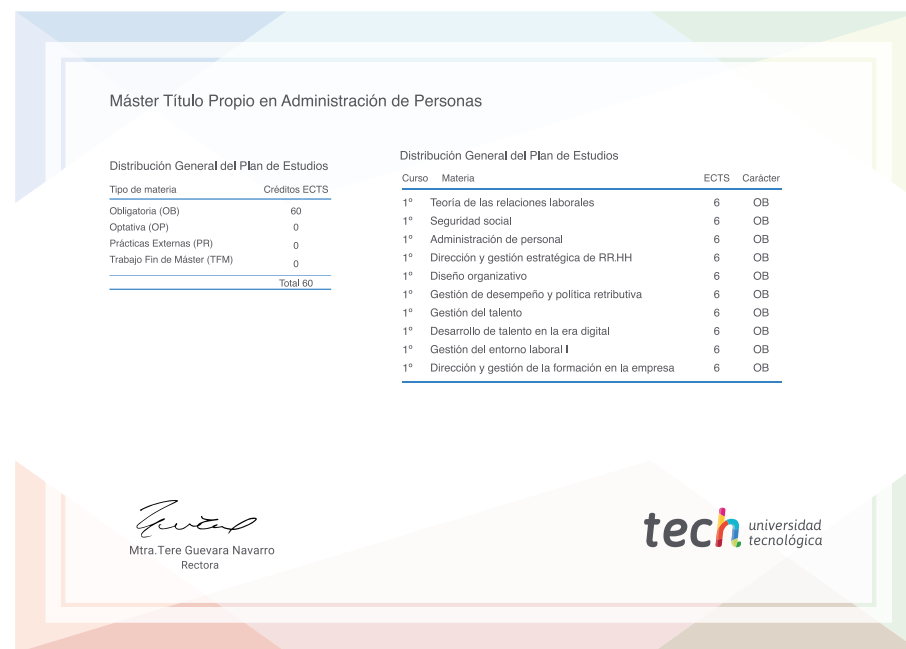 Máster Título Propio en Administración de Personas
Distribución General del Plan de Estudios
Tipo de materia Créditos ECTS
Obligatoria (OB) 60
Optativa (OP) 0
Prácticas Externas (PR) 0
Trabajo Fin de Máster (TFM) 0
Total 60
Distribución General del Plan de Estudios
Curso Materia ECTS Carácter
1º Teoría de las relaciones laborales 6 OB
1º Seguridad social 6 OB
1º Administración de personal 6 OB
1º Dirección y gestión estratégica de RR.HH 6 OB
1º Diseño organizativo 6 OB
1º Gestión de desempeño y política retributiva 6 OB
1º Gestión del talento 6 OB
1º Desarrollo de talento en la era digital 6 OB
1º Gestión del entorno laboral I 6 OB
1º Dirección y gestión de la formación en la empresa 6 OB
Mtra.Tere Guevara Navarro
Rectora
tech universidad
tecnológica